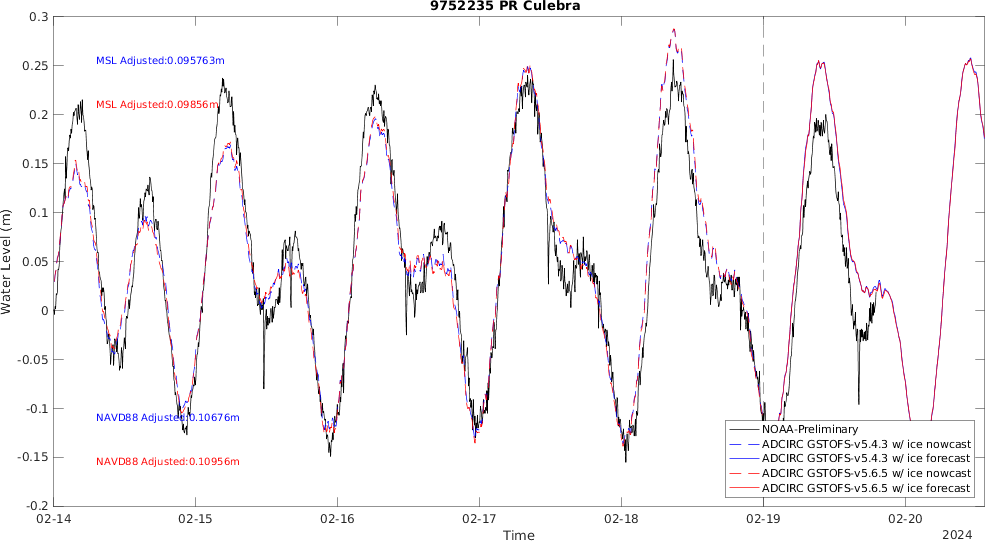 9752235 PR Culebra
0.3
0.25
0.2
0.15
0.1
0.05
0
-0.05
-0.1
-0.15
-0.2
Water Level (m)
MSL Adjusted:0.095763m
MSL Adjusted:0.09856m
NAVD88 Adjusted:0.10676m
NAVD88 Adjusted:0.10956m
NOAA-Preliminary
ADCIRC GSTOFS-v5.4.3 w/ ice nowcast
ADCIRC GSTOFS-v5.4.3 w/ ice forecast
ADCIRC GSTOFS-v5.6.5 w/ ice nowcast
ADCIRC GSTOFS-v5.6.5 w/ ice forecast
02-14 02-15 02-16 02-17 02-18 02-19 02-20
Time
2024